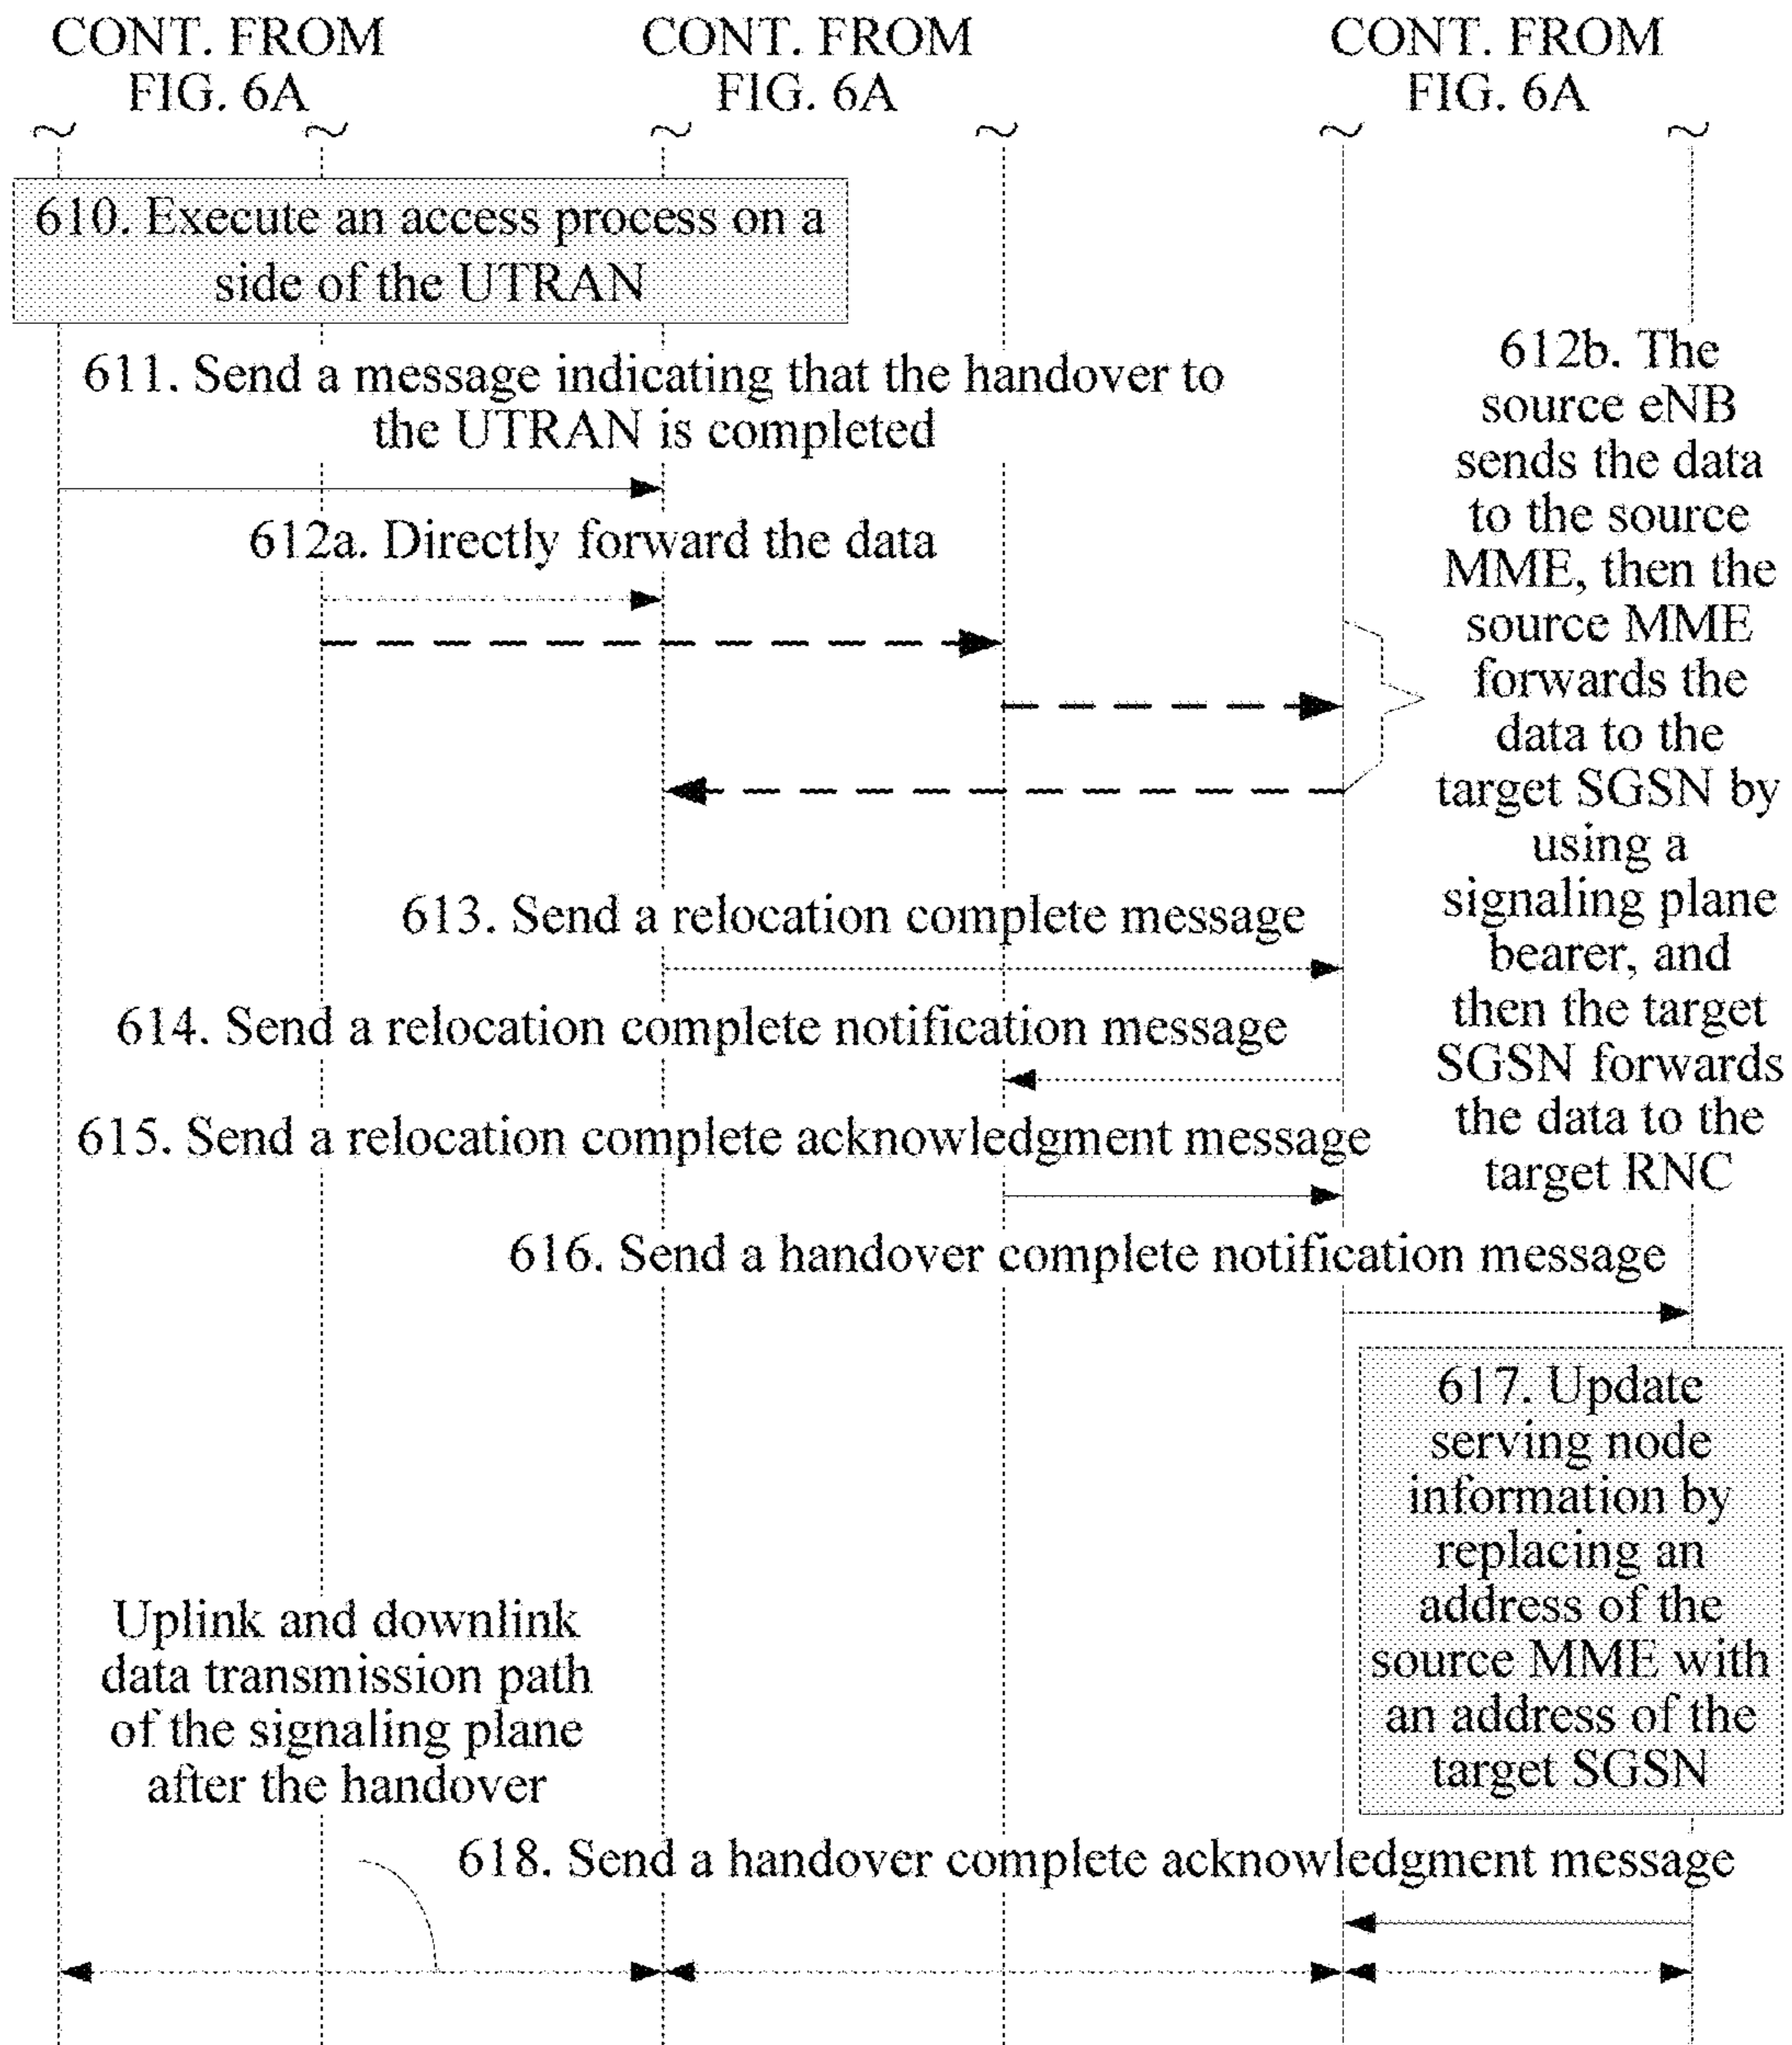 CONT. FROM
FIG. 6A
CONT. FROM
FIG. 6A
CONT. FROM
FIG. 6A
610. Execute an access process on a
side of the UTRAN
611. Send a message indicating that the handover to
the UTRAN is completed
612a. Directly forward the data
612b. The
source eNB
sends the data
to the source
MME, then the
source MME
forwards the
data to the
target SGSN by
using a
signaling plane
bearer, and
then the target
SGSN forwards
the data to the
target RNC
613. Send a relocation complete message
614. Send a relocation complete notification message
615. Send a relocation complete acknowledgment message
616. Send a handover complete notification message
617. Update
serving node
information by
replacing an
address of the
source MME with
an address of the
target SGSN
Uplink and downlink
data transmission path
of the signaling plane
after the handover
618. Send a handover complete acknowledgment message